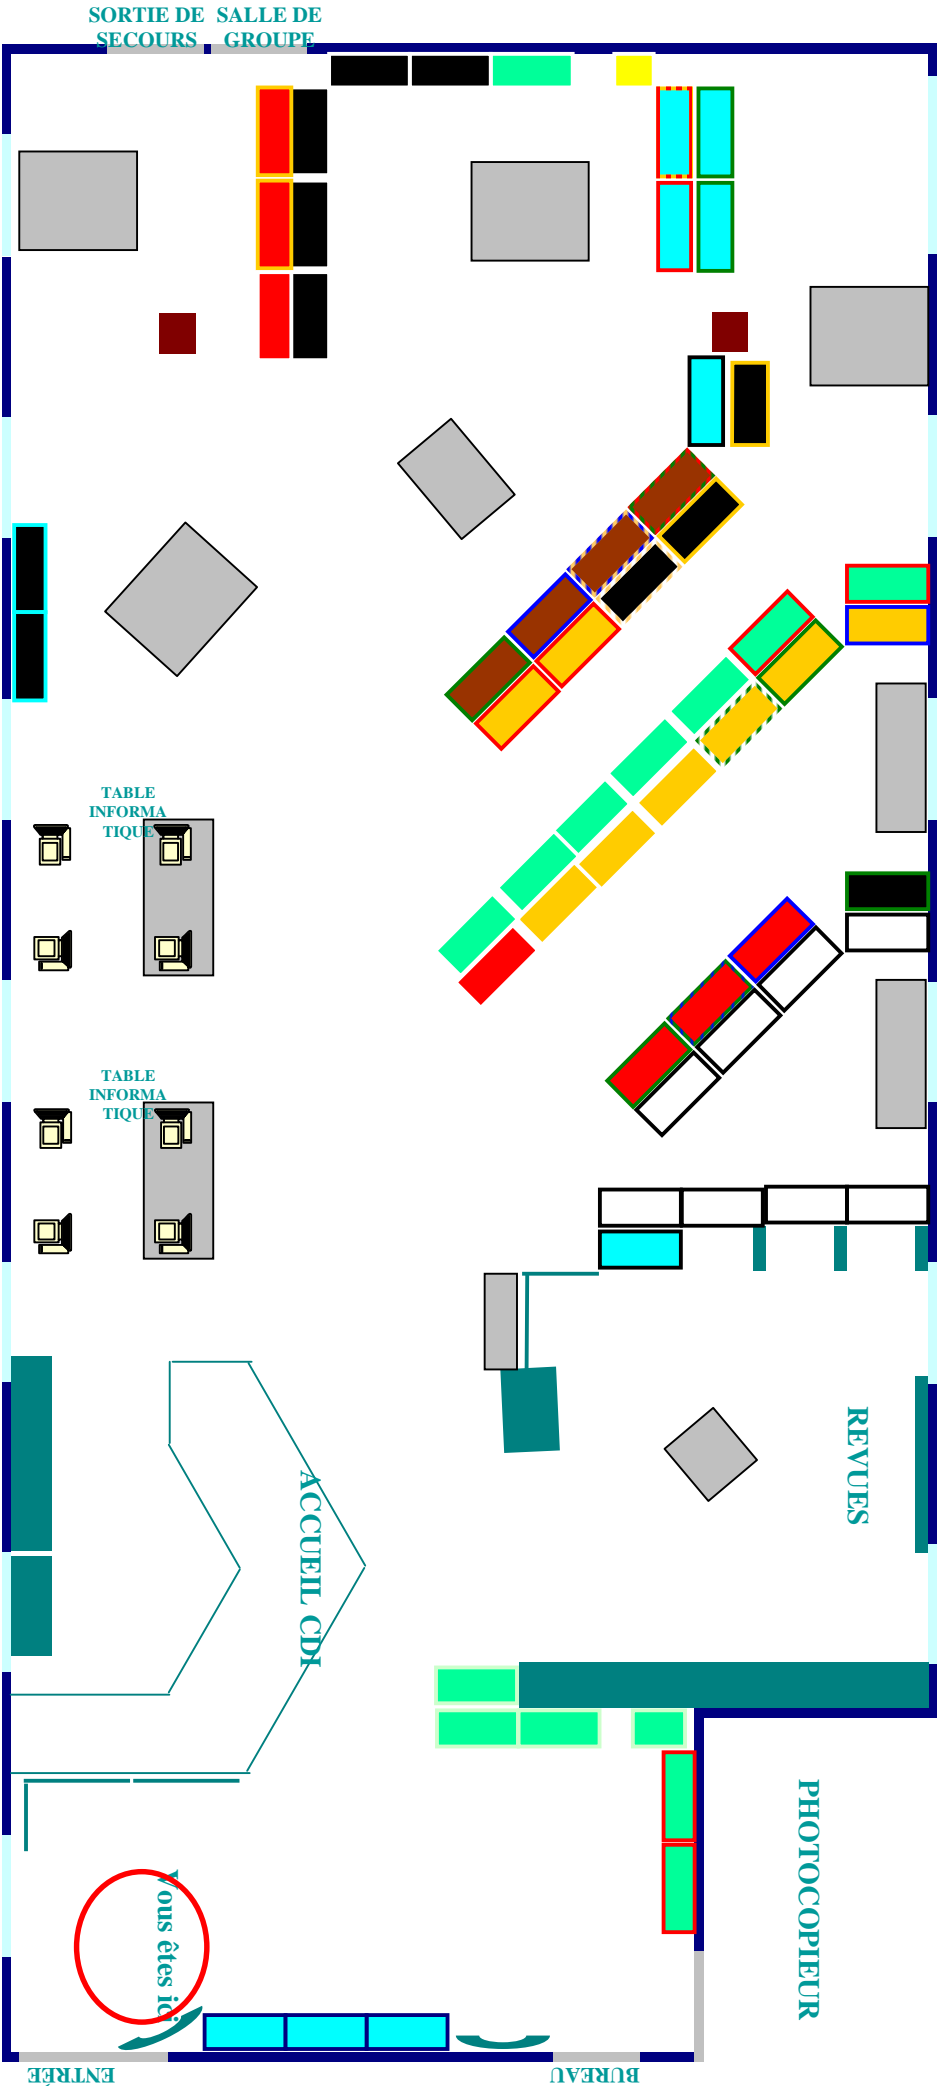 SORTIE DE
SECOURS
SALLE DE
GROUPE
TABLE
INFORMA
TIQUE
TABLE
INFORMA
TIQUE
REVUES
ACCUEIL CDI
PHOTOCOPIEUR
Vous êtes ici
ENTRÉE
BUREAU